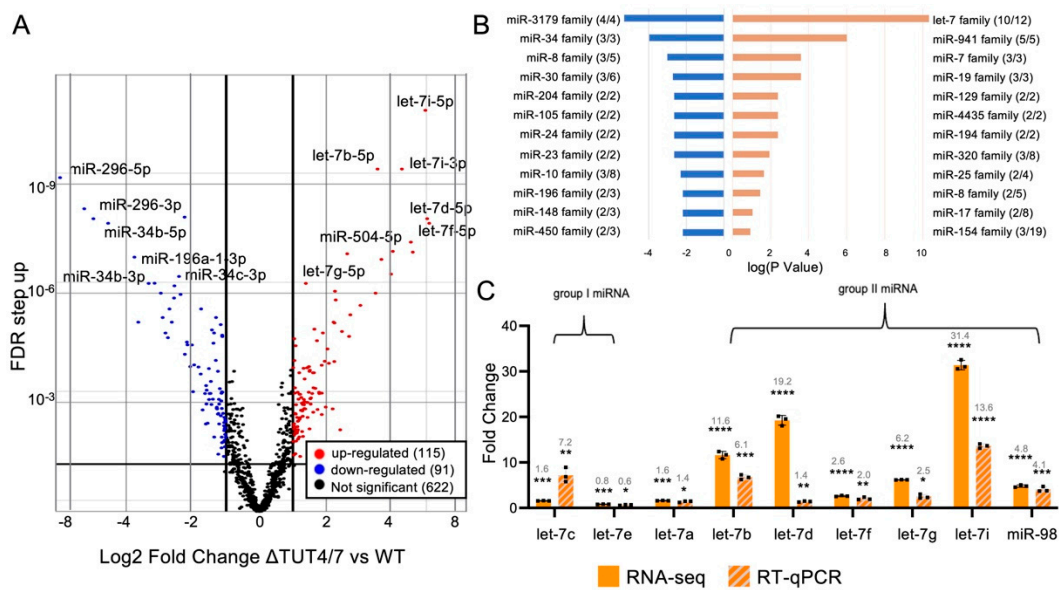 A
FDR step up
10-9
10-6
10-3
let-7i-5p
let-7b-5p
let-7i-3p
miR-296-5p
miR-296-3p
let-7d-5p
miR-34b-5p
let-7f-5p
miR-504-5p
miR-196a-1-3p
miR-34b-3p
miR-34c-3p
let-7g-5p
up-regulated (115)
down-regulated (91)
Not significant (622)
-8 -4 -2 0 2 4 8
Log2 Fold Change ΔTUT4/7 vs WT
B
miR-3179 family (4/4) let-7 family (10/12)
miR-34 family (3/3) miR-941 family (5/5)
miR-8 family (3/5) miR-7 family (3/3)
miR-30 family (3/6) miR-19 family (3/3)
miR-204 family (2/2) miR-129 family (2/2)
miR-105 family (2/2) miR-4435 family (2/2)
miR-24 family (2/2) miR-194 family (2/2)
miR-23 family (2/2) miR-320 family (3/8)
miR-10 family (3/8) miR-25 family (2/4)
miR-196 family (2/3) miR-8 family (2/5)
miR-148 family (2/3) miR-17 family (2/8)
miR-450 family (2/3) miR-154 family (3/19)
-4 -2 0 2 4 6 8 10
log(P Value)
C
group I miRNA
group II miRNA
Fold Change
40
30
20
10
0
1.6 *** 7.2 **
0.8 *** 0.6 *
1.6 *** 1.4 *
11.6 **** 6.1 ***
19.2 **** 1.4 **
2.6 **** 2.0 **
6.2 **** 2.5 *
31.4 **** 13.6 ****
4.8 **** 4.1 ***
let-7c let-7e let-7a let-7b let-7d let-7f let-7g let-7i miR-98
RNA-seq RT-qPCR